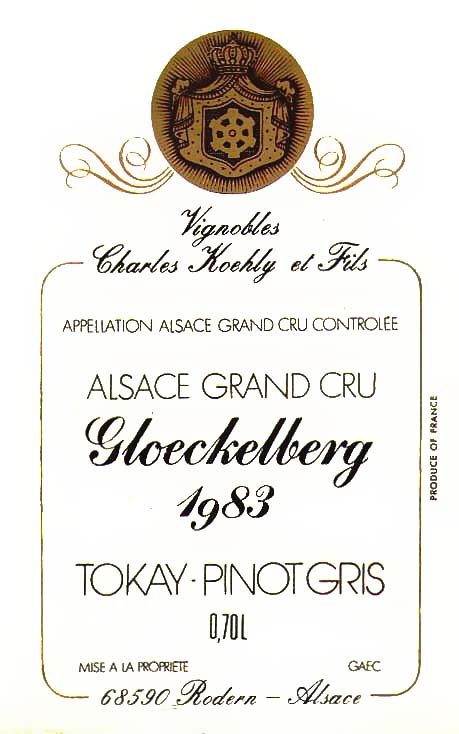 Vignobles
Charles Koehly et Fils
APPELLATION ALSACE GRAND CRU CONTROLÉE
ALSACE GRAND CRU
Gloeckelberg
1983
TOKAY-PINOT GRIS
0,70L
MISE A LA PROPRIETE GAEC
68590 Rodern – Alsace
PRODUCE OF FRANCE